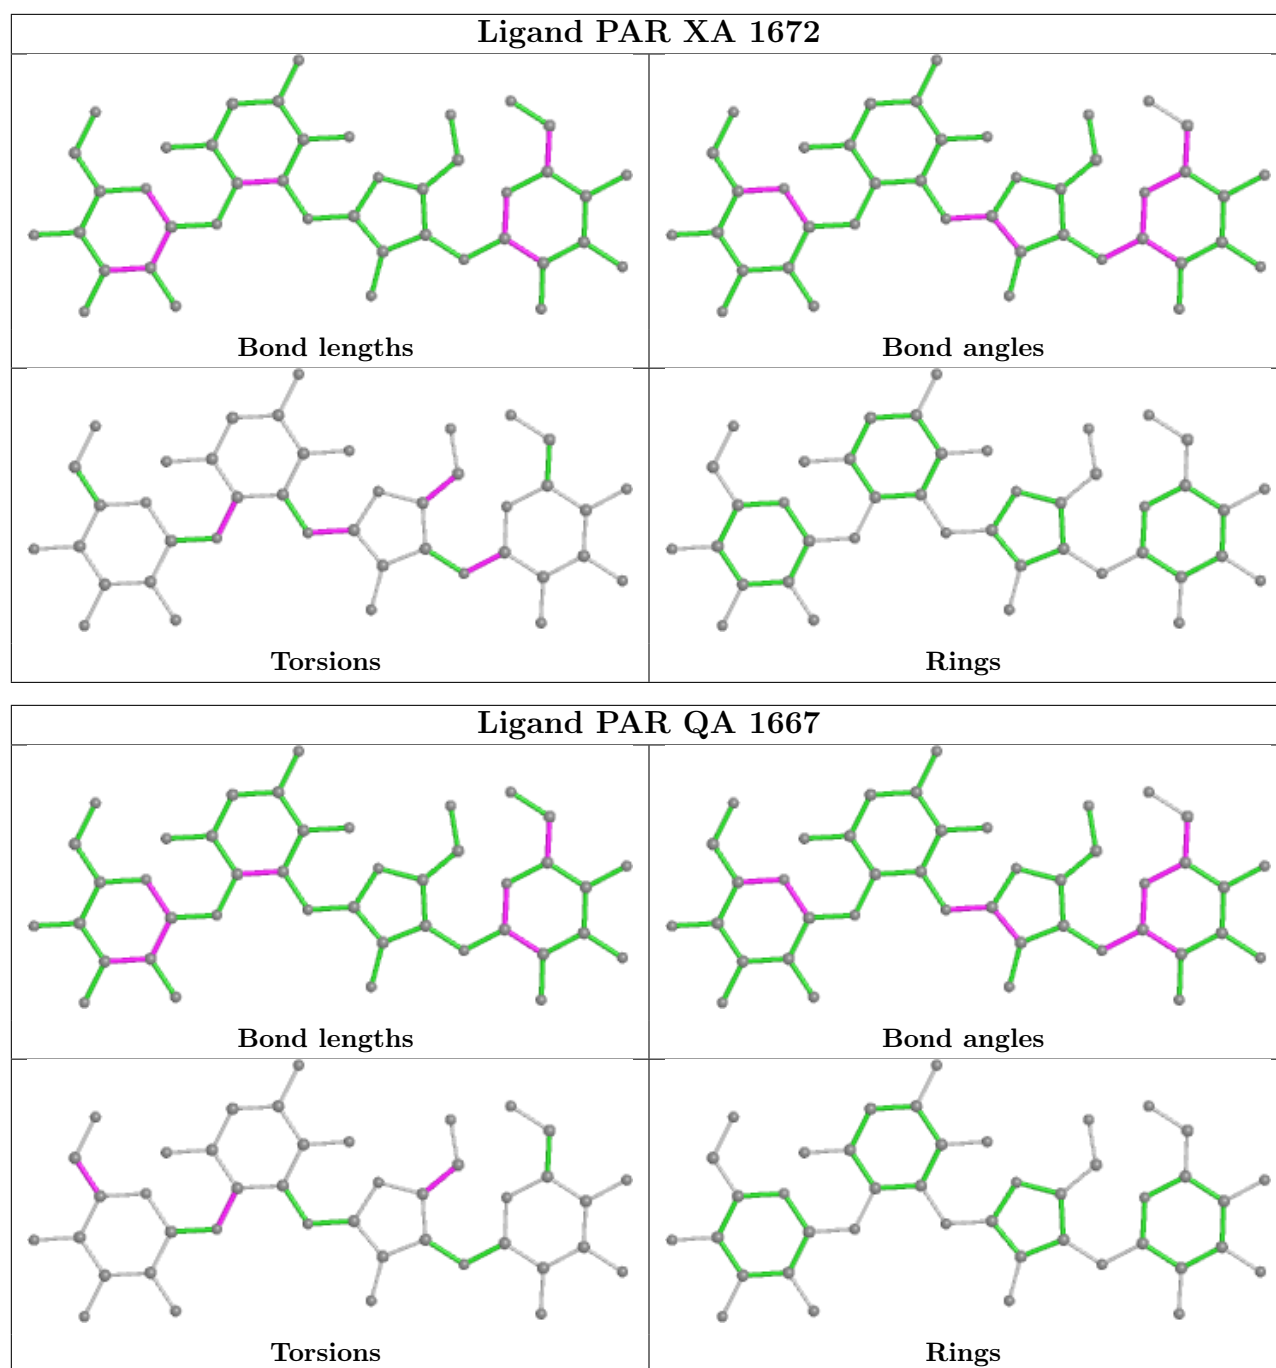 Ligand PAR XA 1672
Bond lengths
Bond angles
Torsions
Rings
Ligand PAR QA 1667
Bond lengths
Bond angles
Torsions
Rings